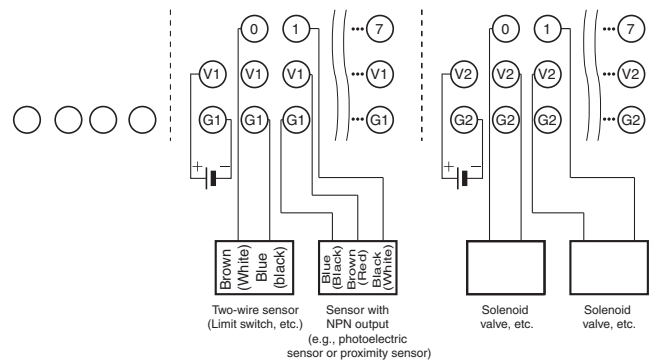 0 1 ••• 7 0 1 ••• 7
V1 V1 V1 ••• V1 V2 V2 V2 ••• V2
G1 G1 G1 ••• G1 G2 G2 G2 ••• G2
+ − + −
Brown
(White)
Blue
(black)
Blue
(Black)
Brown
(Red)
Black
(White)
Two-wire sensor
(Limit switch, etc.)
Sensor with
NPN output
(e.g., photoelectric
sensor or proximity sensor)
Solenoid
valve, etc.
Solenoid
valve, etc.